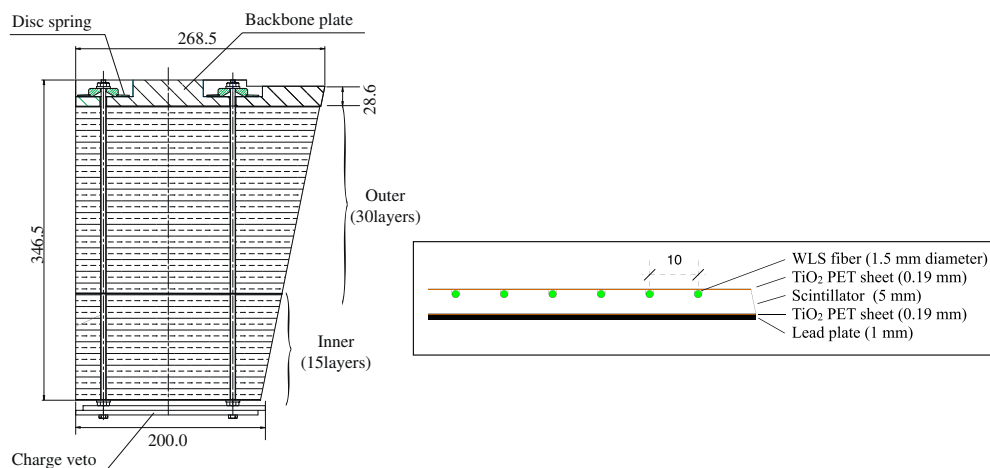 Disc spring
Backbone plate
268.5
28.6
346.5
Outer
(30layers)
Inner
(15layers)
200.0
Charge veto
10
WLS fiber (1.5 mm diameter)
TiO₂ PET sheet (0.19 mm)
Scintillator (5 mm)
TiO₂ PET sheet (0.19 mm)
Lead plate (1 mm)